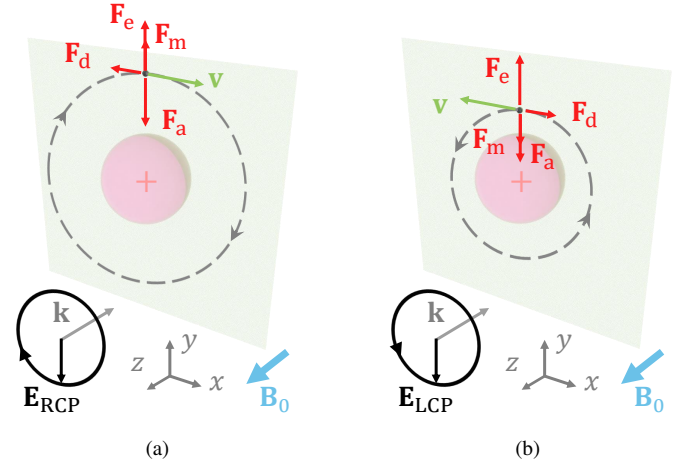 F_e
F_m
F_d
v
F_a
+
k
E_RCP
z
y
x
B_0
(a)
F_e
v
F_d
F_m
F_a
+
k
E_LCP
z
y
x
B_0
(b)